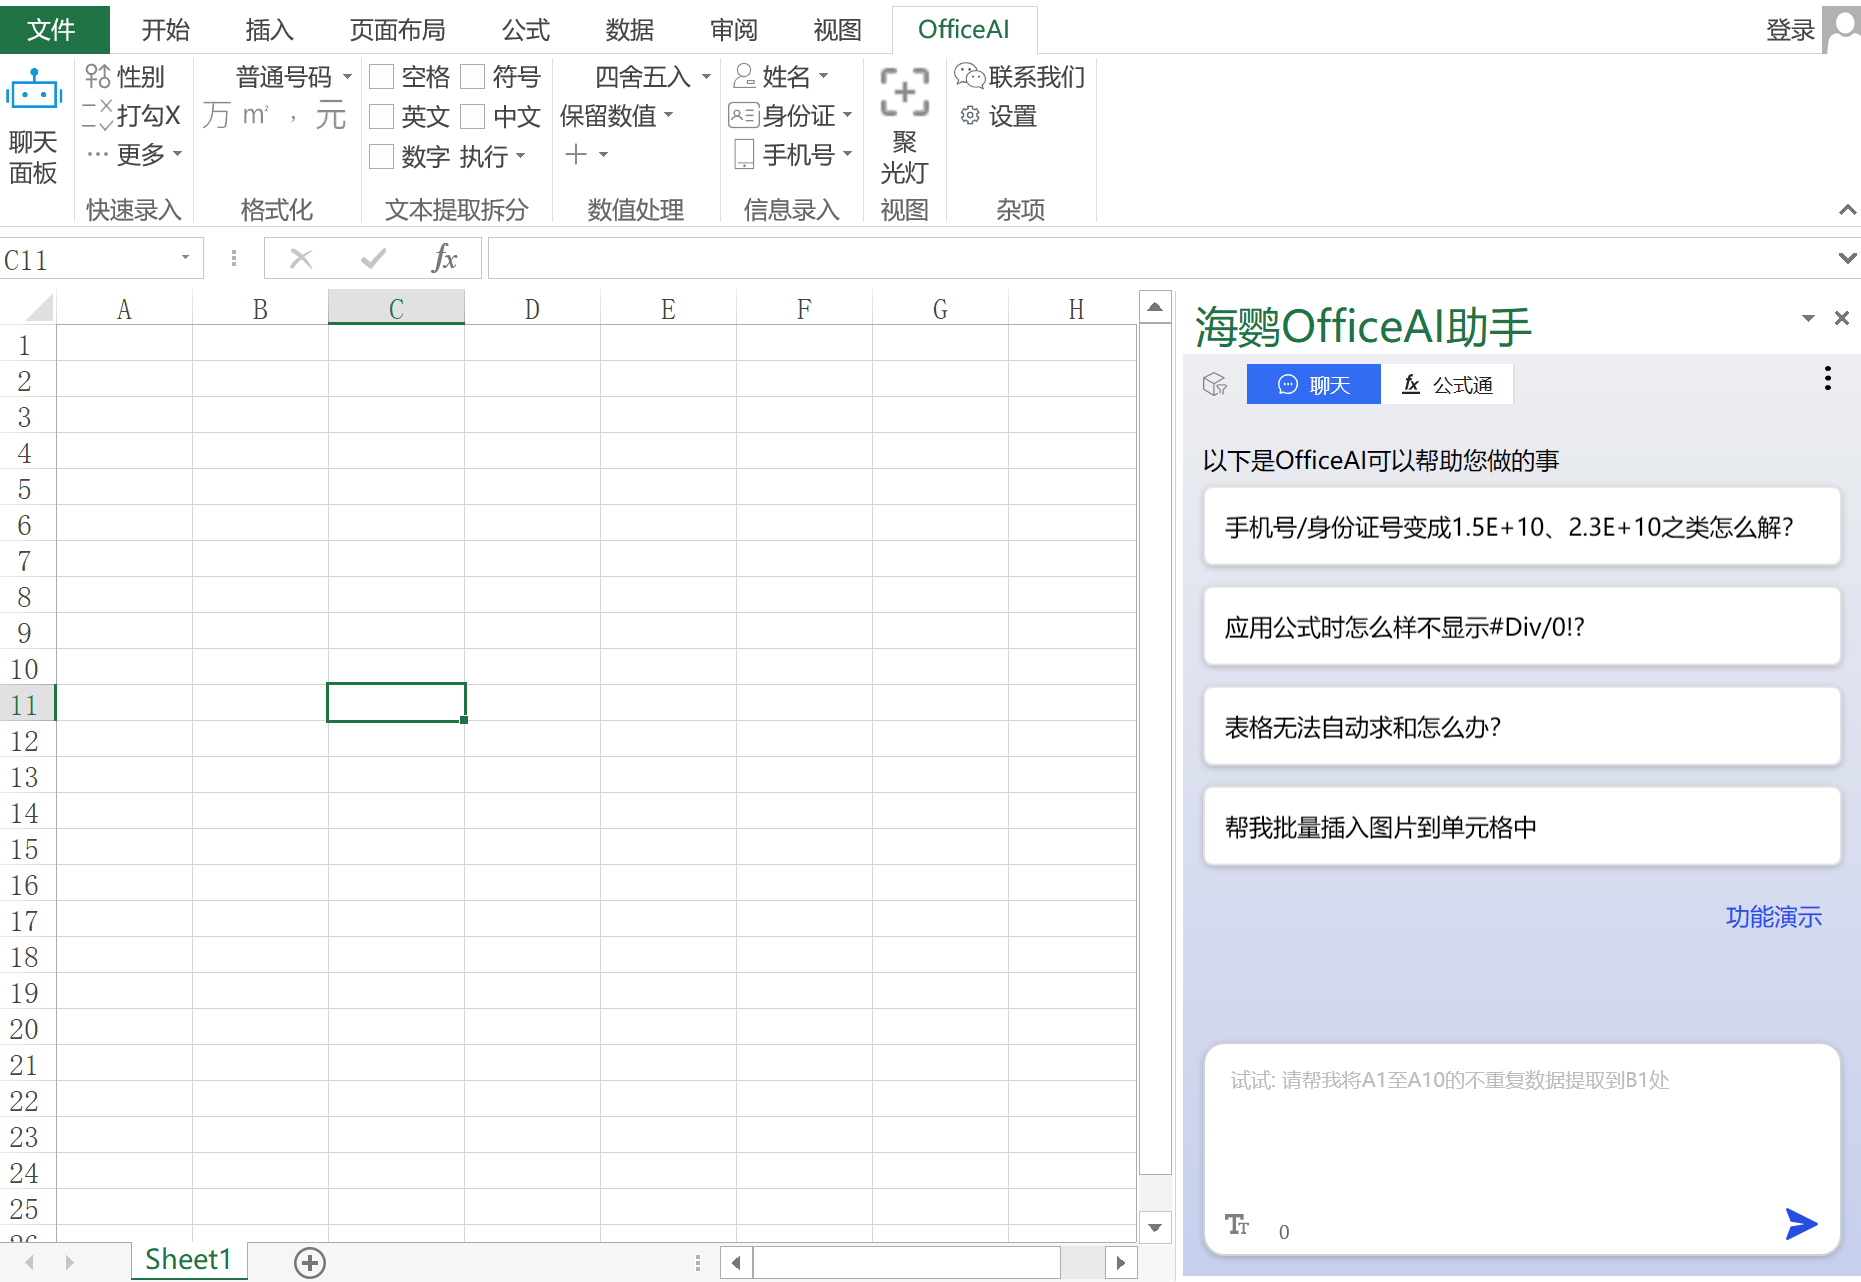 文件 开始 插入 页面布局 公式 数据 审阅 视图 OfficeAI 登录
性别 普通号码 空格 符号 四舍五入 姓名 联系我们
打勾X 万 m² , 元 英文 中文 保留数值 身份证 设置
聊天
面板
更多 数字 执行 手机号
聚
光灯
快速录入 格式化 文本提取拆分 数值处理 信息录入 视图 杂项
C11 fx
A B C D E F G H
1
2
3
4
5
6
7
8
9
10
11
12
13
14
15
16
17
18
19
20
21
22
23
24
25
26
Sheet1
海鹦OfficeAI助手
聊天 fx 公式通
以下是OfficeAI可以帮助您做的事
手机号/身份证号变成1.5E+10、2.3E+10之类怎么解?
应用公式时怎么样不显示#Div/0!?
表格无法自动求和怎么办?
帮我批量插入图片到单元格中
功能演示
试试: 请帮我将A1至A10的不重复数据提取到B1处
TT 0